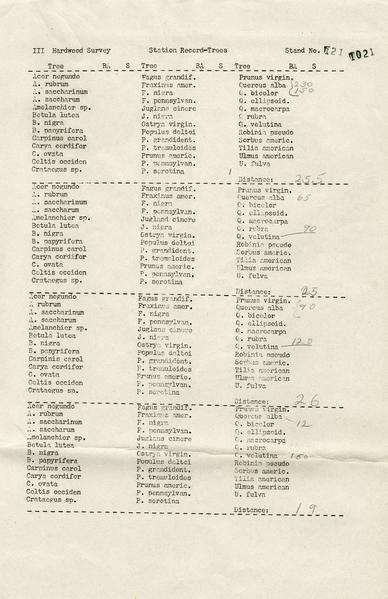 III Hardwood Survey Station Record-Trees Stand No. T021
Tree BA S Tree BA S Tree BA S
Acer negundo Fagus grandif. Prunus virgin.
A. rubrum Fraxinus amer. Quercus alba 230
A. saccharinum F. nigra Q. bicolor 150
A. saccharum F. pennsylvan. Q. ellipsoid.
Amelanchier sp. Juglans cinere Q. macrocarpa
Betula lutea J. nigra Q. rubra
B. nigra Ostrya virgin. Q. velutina
B. papyrifera Populus deltoi Robinia pseudo
Carpinus carol P. grandident. Sorbus americ.
Carya cordifor P. tremuloides Tilia american
C. ovata Prunus americ. Ulmus american
Celtis occiden F. pennsylvan. U. fulva
Crataegus sp. P. serotina
Distance: 25.5
Acer negundo Fagus grandif. Prunus virgin.
A. rubrum Fraxinus amer. Quercus alba 65
A. saccharinum F. nigra Q. bicolor
A. saccharum F. pennsylvan. Q. ellipsoid.
Amelanchier sp. Jugland cinere Q. macrocarpa
Betula lutea J. nigra Q. rubra 70
B. nigra Ostrya virgin. Q. velutina
B. papyrifera Populus deltoi Robinia pseudo
Carpinus carol P. grandident. Sorbus americ.
Carya cordifor P. tremuloides Tilia american
C. ovata Prunus americ. Ulmus american
Celtis occiden F. pennsylvan. U. fulva
Crataegus sp. P. serotina
Distance: 25
Acer negundo Fagus grandif. Prunus virgin.
A rubrum Fraxinus amer. Quercus alba 90
A. saccharinum F. nigra Q. bicolor
A. saccharum F. pennsylvan. Q. ellipsoid.
Amelanchier sp. Juglans cinere Q. macrocarpa
Betula lutea J. nigra Q. rubra
B. nigra Ostrya virgin. Q. velutina
B. papyrifera Populus deltoi Robinia pseudo
Carpinis carol P. grandident. Sorbus americ.
Carya cordifor P. tremuloides Tilia american
C. ovata Prunus americ. Ulmus american
Celtis occiden F. pennsylvan. U. fulva
Crataegus sp. P. serotina
Distance: 26
Acer negundo Fagus grandif. Prunus virgin.
A. rubrum Fraxinus amer. Quercus alba
A. saccharinum F. nigra Q. bicolor 12
A. saccharum F. pennsylvan. Q. ellipsoid.
Amelanchier sp. Juglans cinere Q. macrocarpa
Betula lutea J. nigra Q. rubra
B. nigra Ostrya virgin. Q. velutina
B. papyrifera Populus deltoi Robinia pseudo
Carpinus carol P. grandident. Sorbus americ.
Carya cordifor P. tremuloides Tilia american
C. ovata Prunus americ. Ulmus american
Celtis occiden F. pennsylvan. U. fulva
Crataegus sp. P. serotina
Distance: 19